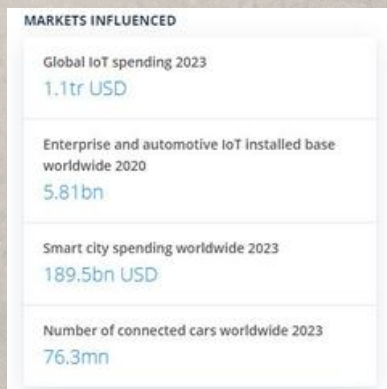 MARKETS INFLUENCED
Global IoT spending 2023
1.1tr USD
Enterprise and automotive IoT installed base
worldwide 2020
5.81bn
Smart city spending worldwide 2023
189.5bn USD
Number of connected cars worldwide 2023
76.3mn